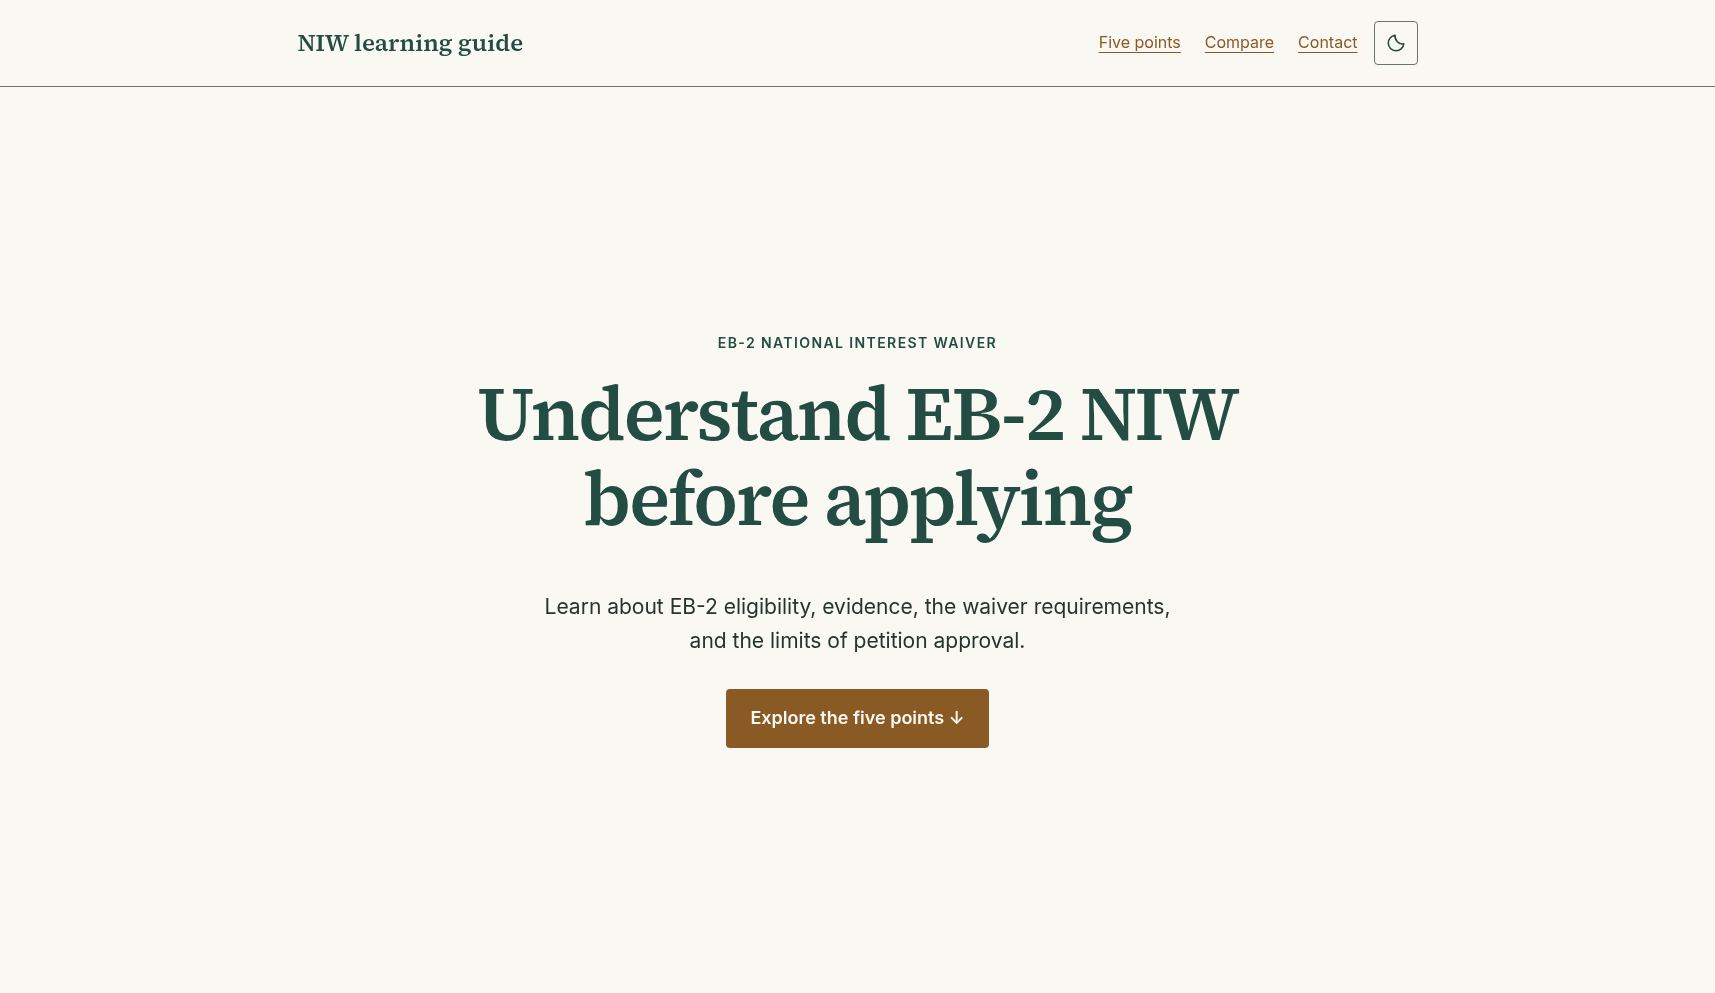 NIW learning guide
Five points
Compare
Contact
EB-2 NATIONAL INTEREST WAIVER
Understand EB-2 NIW
before applying
Learn about EB-2 eligibility, evidence, the waiver requirements,
and the limits of petition approval.
Explore the five points ↓